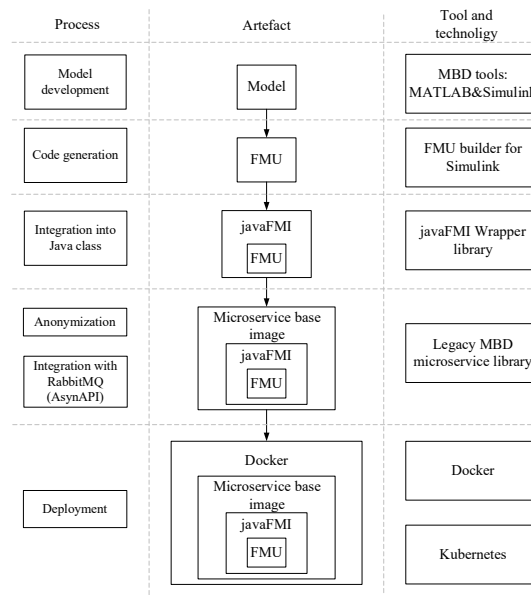 Process
Artefact
Tool and
technoligy
Model
development
Model
MBD tools:
MATLAB&Simulink
Code generation
FMU
FMU builder for
Simulink
Integration into
Java class
javaFMI
FMU
javaFMI Wrapper
library
Anonymization
Integration with
RabbitMQ
(AsynAPI)
Microservice base
image
javaFMI
FMU
Legacy MBD
microservice library
Deployment
Docker
Microservice base
image
javaFMI
FMU
Docker
Kubernetes